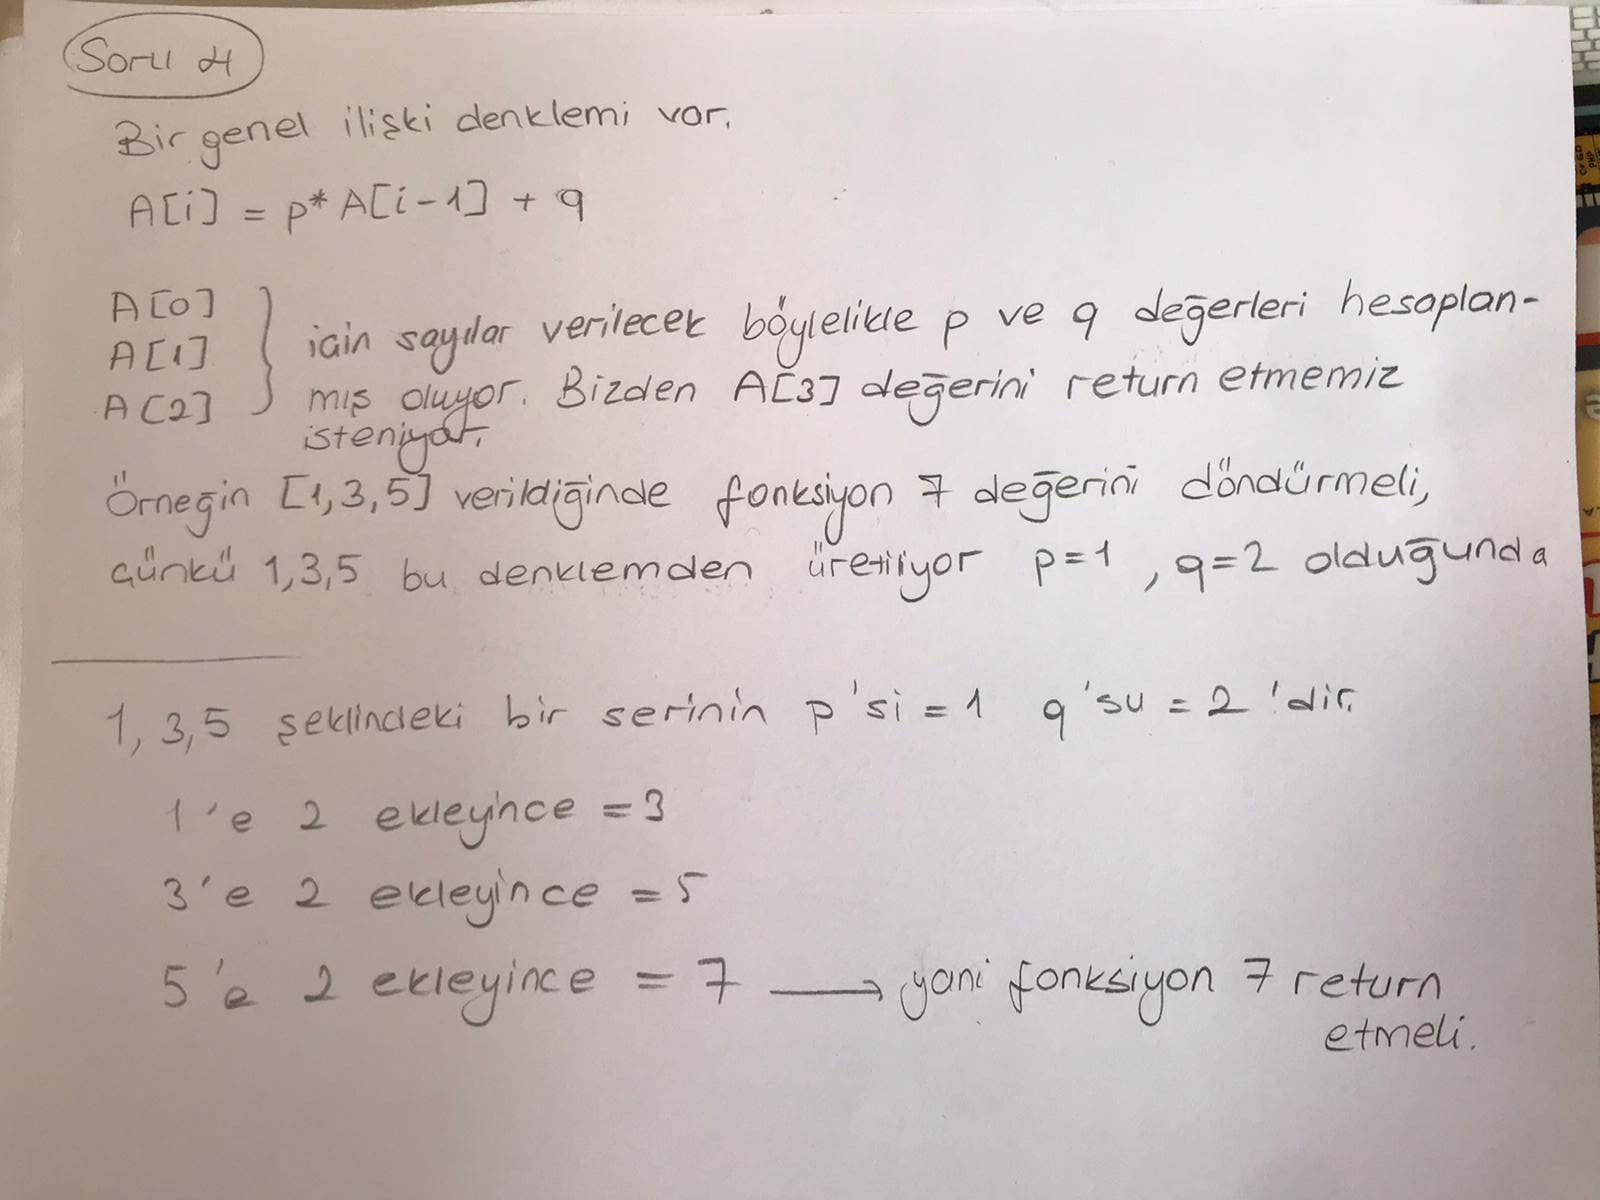 Soru 4
Bir genel ilişki denklemi var.
A[i] = p* A[i-1] + q
A[0]
A[1]
A[2]
için sayılar verilecek böylelikle p ve q değerleri hesaplan-
mış oluyor. Bizden A[3] değerini return etmemiz
isteniyor.
Örneğin [1,3,5] verildiğinde fonksiyon 7 değerini döndürmeli,
çünkü 1,3,5 bu denklemden üretiliyor p=1 , q=2 olduğunda
1, 3,5 şeklindeki bir serinin p'si = 1 q'su = 2 'dir.
1 'e 2 ekleyince = 3
3 'e 2 ekleyince = 5
5 'e 2 ekleyince = 7 → yani fonksiyon 7 return
etmeli.